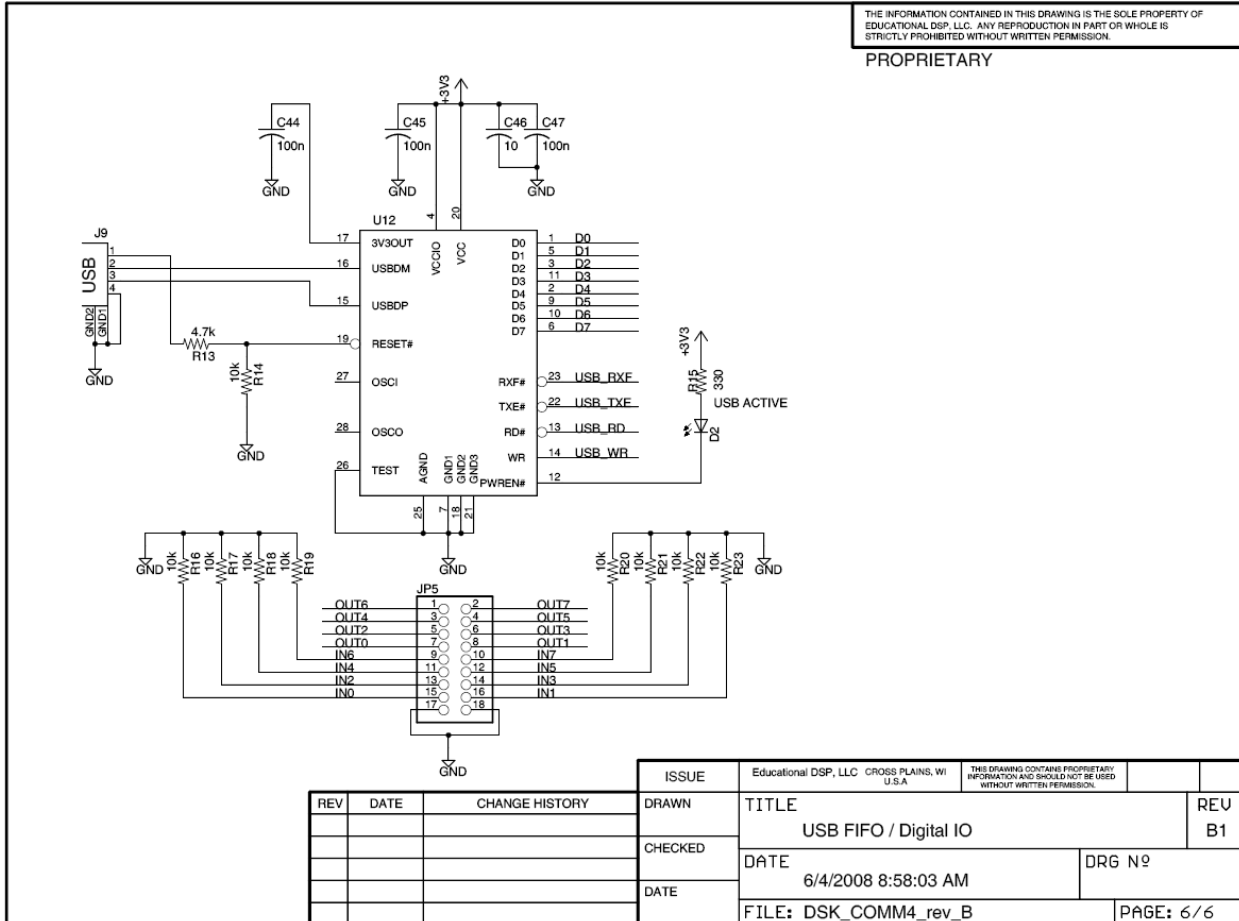 THE INFORMATION CONTAINED IN THIS DRAWING IS THE SOLE PROPERTY OF
EDUCATIONAL DSP, LLC. ANY REPRODUCTION IN PART OR WHOLE IS
STRICTLY PROHIBITED WITHOUT WRITTEN PERMISSION.
PROPRIETARY
+3V3
C44
100n
GND
C45
100n
GND
C46
10
C47
100n
GND
U12
4
20
VCCIO
VCC
J9
USB
1
2
3
4
GND2
GND1
GND
4.7k
R13
10k
R14
GND
17 3V3OUT
16 USBDM
15 USBDP
19 RESET#
27 OSCI
28 OSCO
26 TEST
AGND
GND1
GND2
GND3
25
7
18
21
GND
D0 1 D0
D1 5 D1
D2 3 D2
D3 11 D3
D4 2 D4
D5 9 D5
D6 10 D6
D7 6 D7
RXF# 23 USB_RXF
TXE# 22 USB_TXE
RD# 13 USB_RD
WR 14 USB_WR
PWREN# 12
+3V3
R15
330
USB ACTIVE
D2
GND
10k
R16
10k
R17
10k
R18
10k
R19
10k
R20
10k
R21
10k
R22
10k
R23
GND
JP5
OUT6 1 2 OUT7
OUT4 3 4 OUT5
OUT2 5 6 OUT3
OUT0 7 8 OUT1
IN6 9 10 IN7
IN4 11 12 IN5
IN2 13 14 IN3
IN0 15 16 IN1
17 18
GND
REV DATE CHANGE HISTORY
ISSUE
DRAWN
CHECKED
DATE
Educational DSP, LLC CROSS PLAINS, WI
U.S.A
THIS DRAWING CONTAINS PROPRIETARY
INFORMATION AND SHOULD NOT BE USED
WITHOUT WRITTEN PERMISSION.
TITLE
USB FIFO / Digital IO
REV
B1
DATE
6/4/2008 8:58:03 AM
DRG Nº
FILE: DSK_COMM4_rev_B
PAGE: 6/6